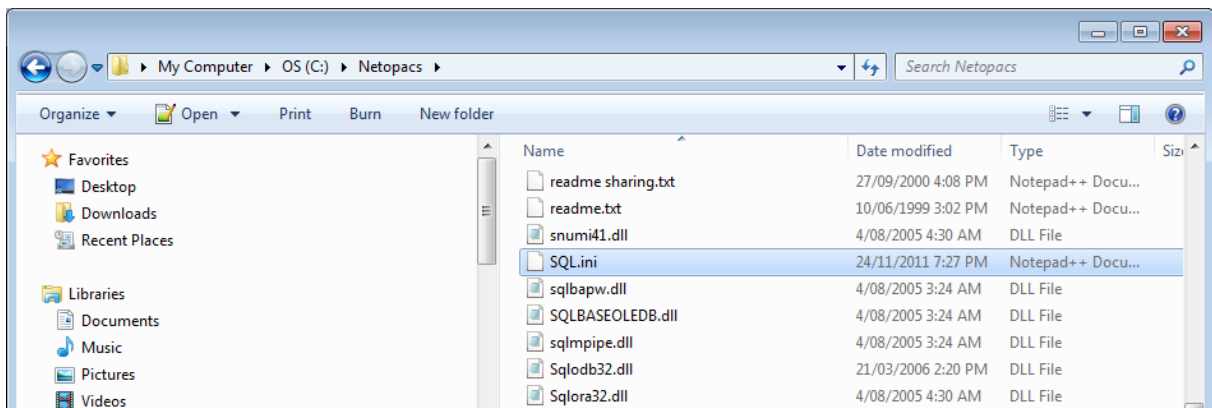 My Computer OS (C:) Netopacs Search Netopacs
Organize Open Print Burn New folder
Favorites
Desktop
Downloads
Recent Places
Libraries
Documents
Music
Pictures
Videos
Name Date modified Type Siz
readme sharing.txt 27/09/2000 4:08 PM Notepad++ Docu...
readme.txt 10/06/1999 3:02 PM Notepad++ Docu...
snumi41.dll 4/08/2005 4:30 AM DLL File
SQL.ini 24/11/2011 7:27 PM Notepad++ Docu...
sqlbapw.dll 4/08/2005 3:24 AM DLL File
SQLBASEOLEDB.dll 4/08/2005 3:24 AM DLL File
sqlmpipe.dll 4/08/2005 3:24 AM DLL File
Sqlodb32.dll 21/03/2006 2:20 PM DLL File
Sqlora32.dll 4/08/2005 4:30 AM DLL File